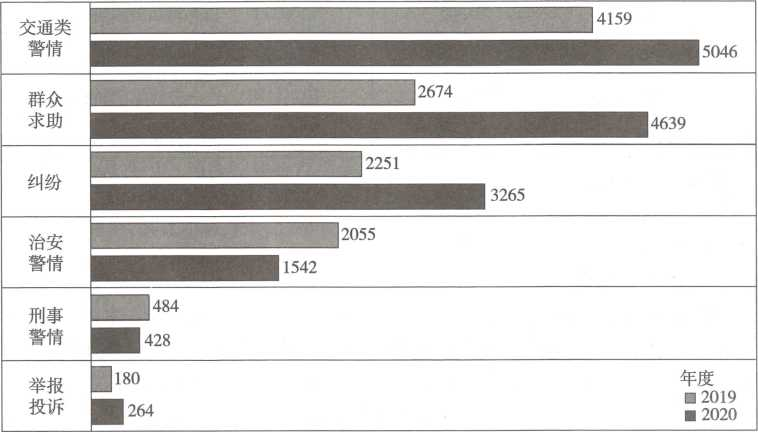 交通类
警情
4159
5046
群众
求助
2674
4639
纠纷
2251
3265
治安
警情
2055
1542
刑事
警情
484
428
举报
投诉
180
264
年度
2019
2020